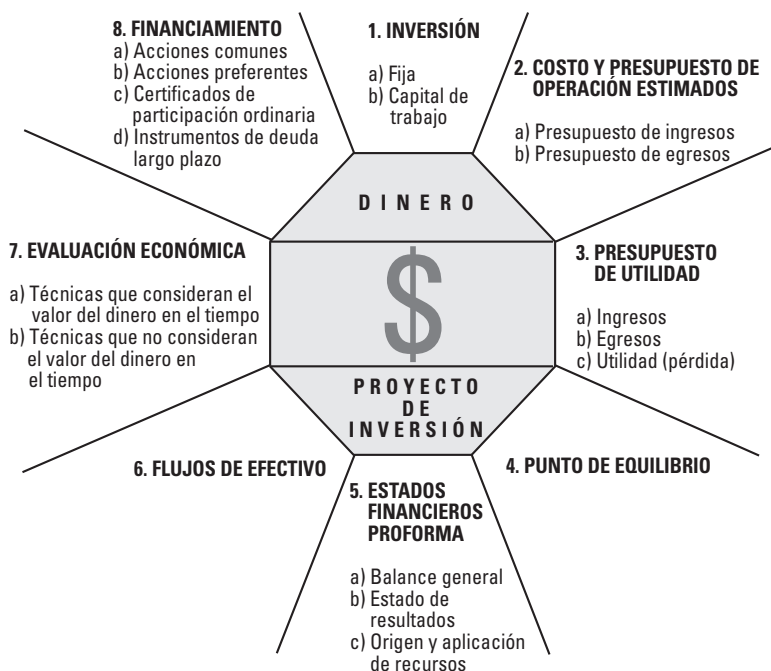 8. FINANCIAMIENTO
a) Acciones comunes
b) Acciones preferentes
c) Certificados de
participación ordinaria
d) Instrumentos de deuda
largo plazo
1. INVERSIÓN
a) Fija
b) Capital de
trabajo
2. COSTO Y PRESUPUESTO DE
OPERACIÓN ESTIMADOS
a) Presupuesto de ingresos
b) Presupuesto de egresos
DINERO
$
PROYECTO
DE
INVERSIÓN
3. PRESUPUESTO
DE UTILIDAD
a) Ingresos
b) Egresos
c) Utilidad (pérdida)
4. PUNTO DE EQUILIBRIO
5. ESTADOS
FINANCIEROS
PROFORMA
a) Balance general
b) Estado de
resultados
c) Origen y aplicación
de recursos
6. FLUJOS DE EFECTIVO
7. EVALUACIÓN ECONÓMICA
a) Técnicas que consideran el
valor del dinero en el tiempo
b) Técnicas que no consideran
el valor del dinero en
el tiempo